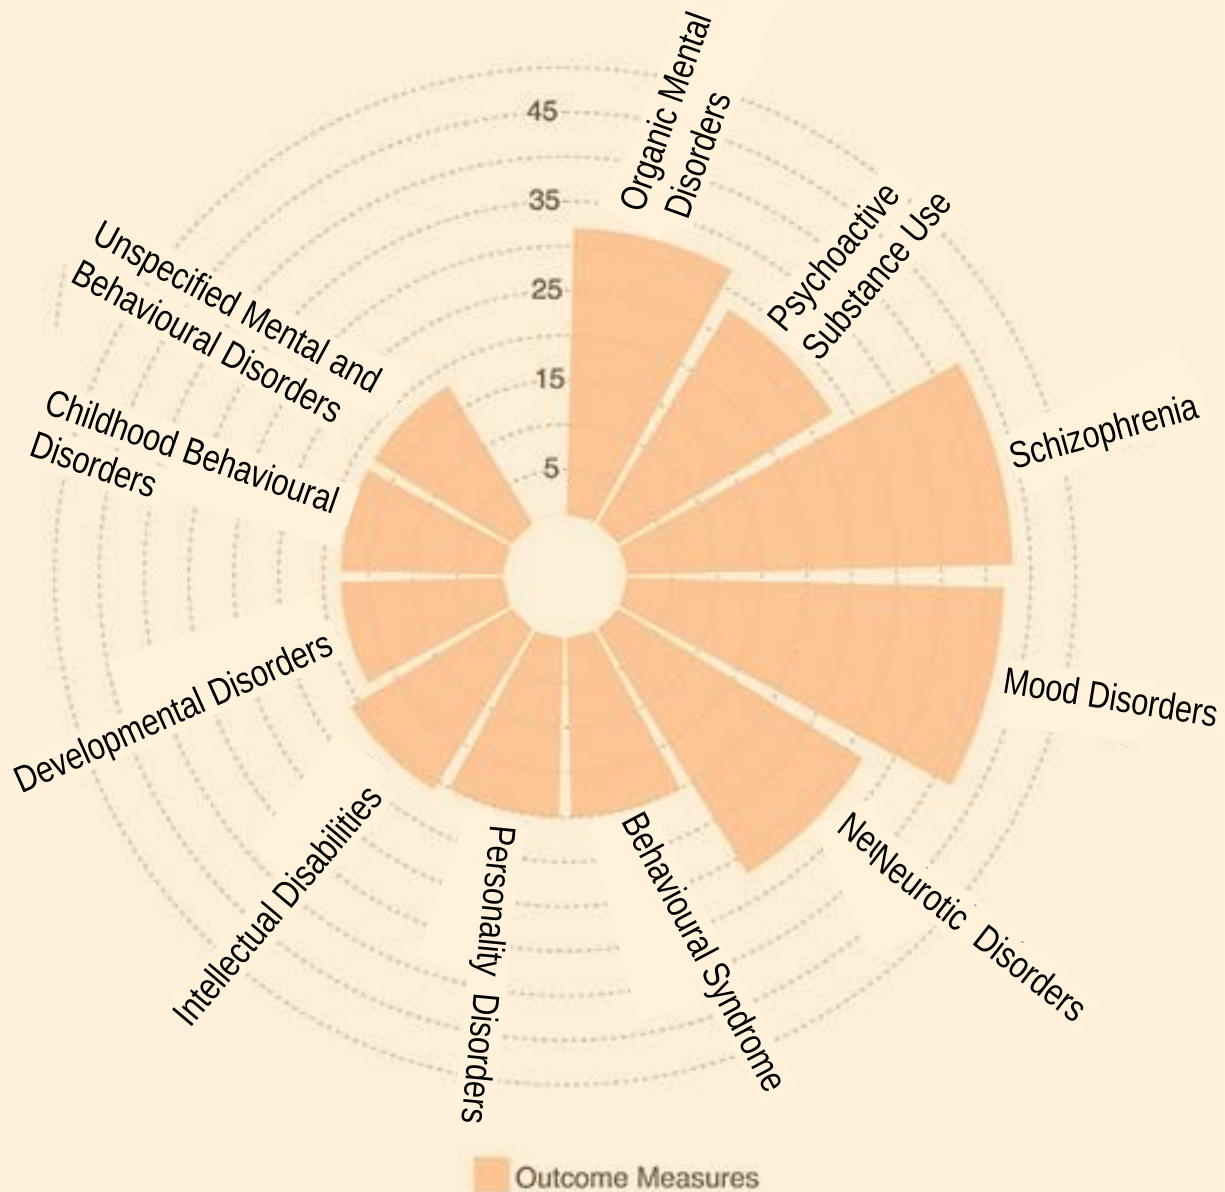 Organic Mental
Disorders
45
35
25
15
5
Psychoactive
Substance Use
Schizophrenia
Mood Disorders
Neurotic Disorders
Behavioural Syndrome
Personality Disorders
Intellectual Disabilities
Developmental Disorders
Childhood Behavioural
Disorders
Unspecified Mental and
Behavioural Disorders
Outcome Measures